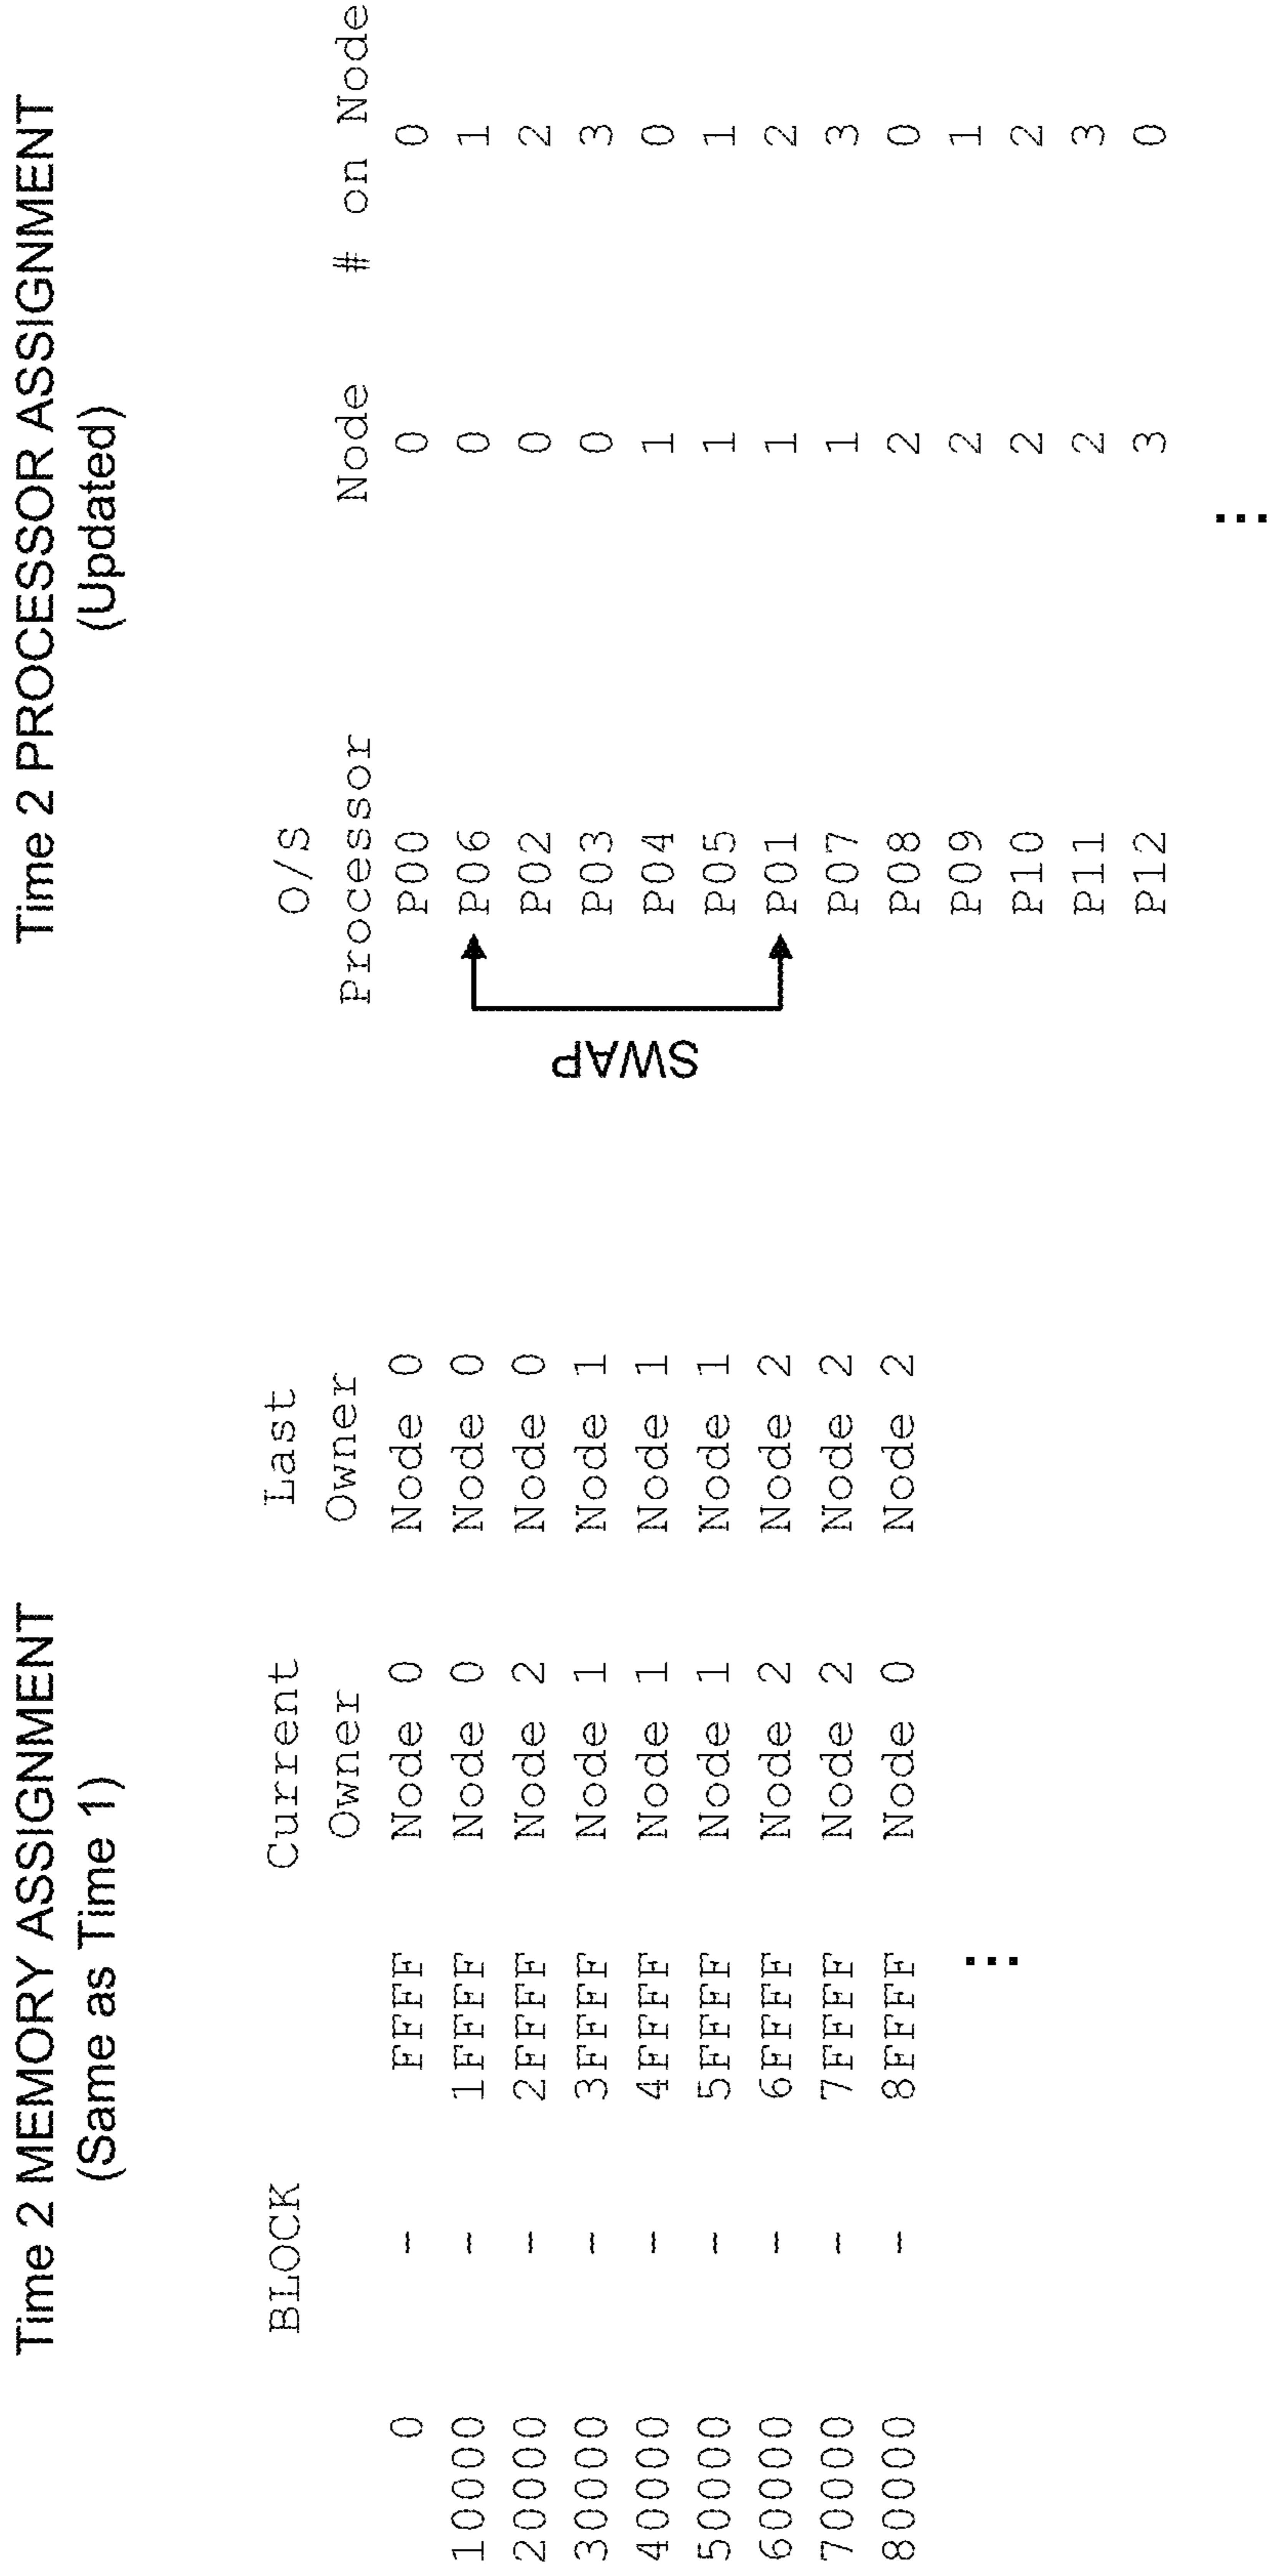 Time 2 MEMORY ASSIGNMENT
(Same as Time 1)
BLOCK Current Last
Owner Owner
0 - FFFF Node 0 Node 0
10000 - 1FFFF Node 0 Node 0
20000 - 2FFFF Node 2 Node 0
30000 - 3FFFF Node 1 Node 1
40000 - 4FFFF Node 1 Node 1
50000 - 5FFFF Node 1 Node 1
60000 - 6FFFF Node 2 Node 2
70000 - 7FFFF Node 2 Node 2
80000 - 8FFFF Node 0 Node 2
...
Time 2 PROCESSOR ASSIGNMENT
(Updated)
O/S
Processor Node # on Node
P00 0 0
P06 0 1
P02 0 2
P03 0 3
P04 1 0
P05 1 1
P01 1 2
P07 1 3
P08 2 0
P09 2 1
P10 2 2
P11 2 3
P12 3 0
...
SWAP